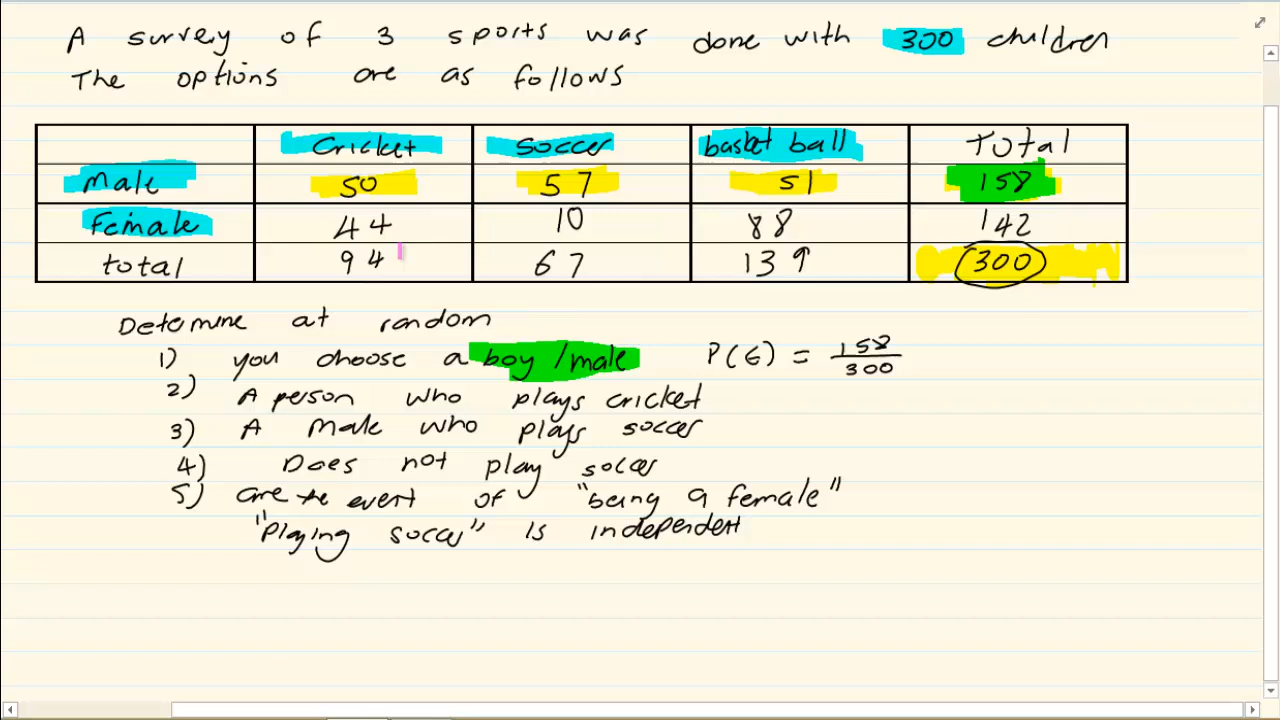 A survey of 3 sports was done with 300 children
The options are as follows
Cricket soccer basket ball Total
Male 50 57 51 158
Female 44 10 88 142
total 94 67 139 300
Determine at random
1) you choose a boy/male P(E) = 158/300
2) A person who plays cricket
3) A male who plays soccer
4) Does not play soccer
5) are the event of "being a female"
"Playing soccer" is independent